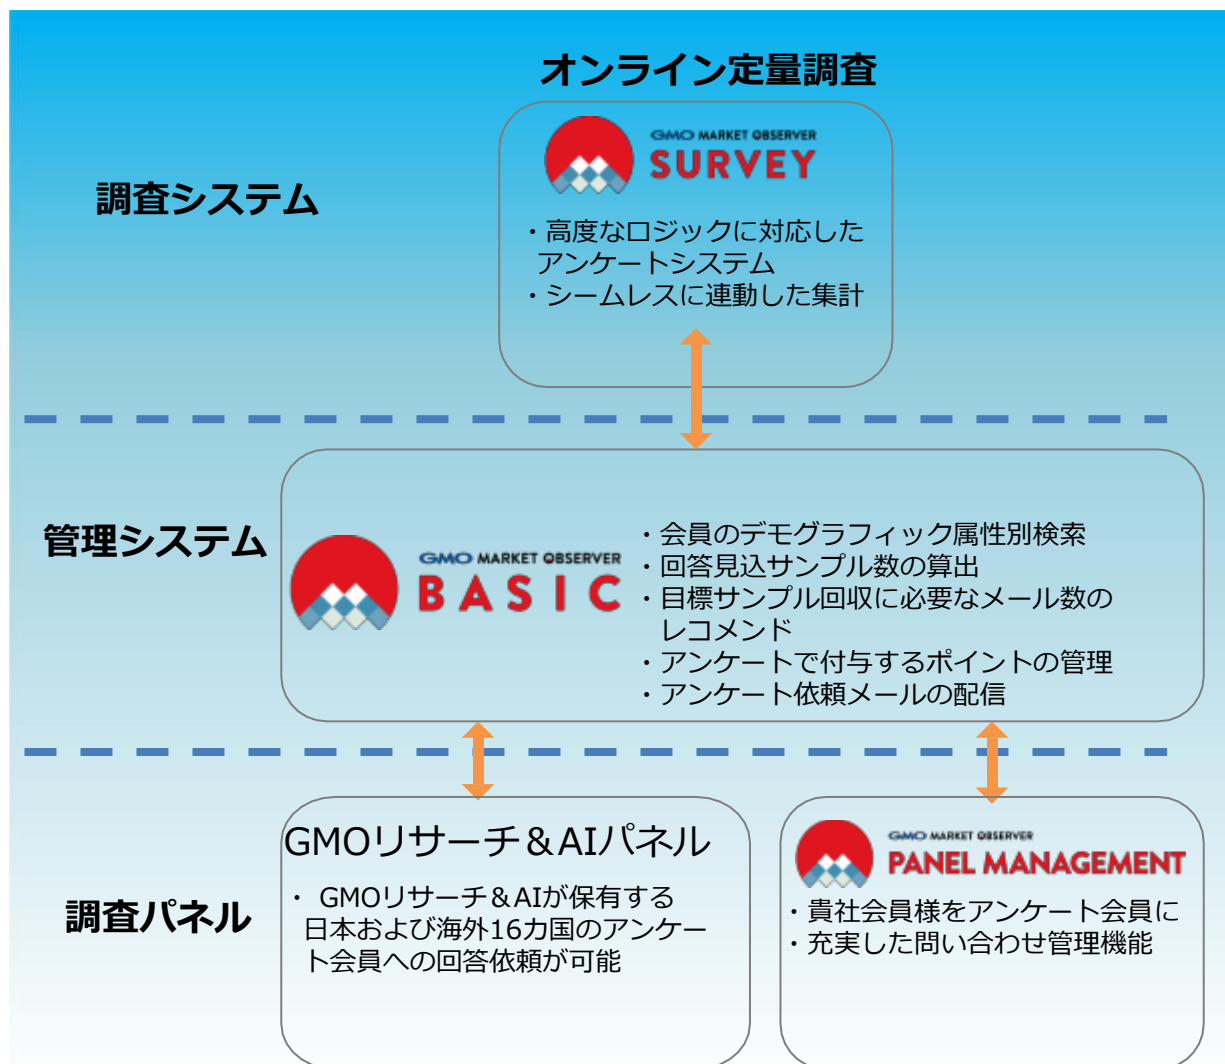 オンライン定量調査
GMO MARKET OBSERVER
SURVEY
調査システム
・高度なロジックに対応した
アンケートシステム
・シームレスに連動した集計
管理システム
GMO MARKET OBSERVER
BASIC
・会員のデモグラフィック属性別検索
・回答見込サンプル数の算出
・目標サンプル回収に必要なメール数の
レコメンド
・アンケートで付与するポイントの管理
・アンケート依頼メールの配信
調査パネル
GMOリサーチ＆AIパネル
・ GMOリサーチ＆AIが保有する
日本および海外16カ国のアンケー
ト会員への回答依頼が可能
GMO MARKET OBSERVER
PANEL MANAGEMENT
・貴社会員様をアンケート会員に
・充実した問い合わせ管理機能